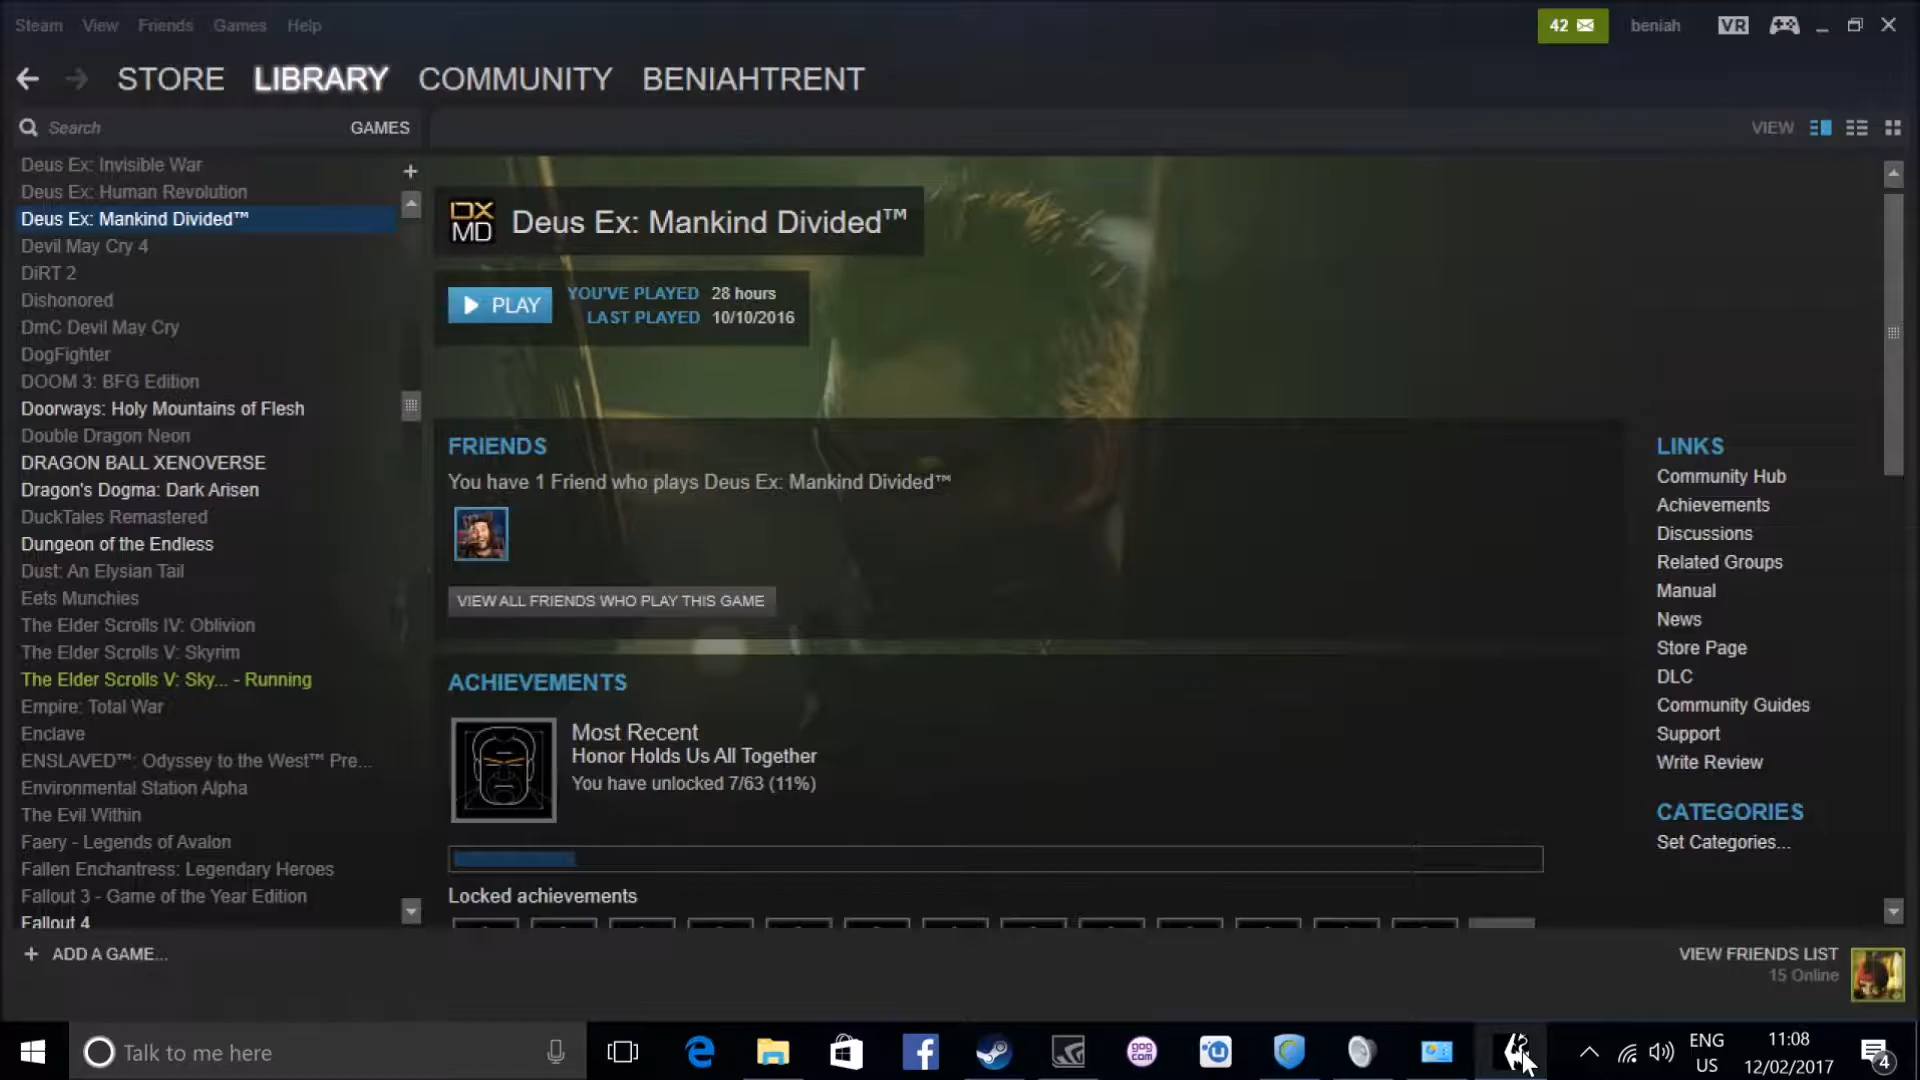 Steam View Friends Games Help
42 beniah VR
STORE LIBRARY COMMUNITY BENIAHTRENT
Search GAMES VIEW
Deus Ex: Invisible War
Deus Ex: Human Revolution
Deus Ex: Mankind Divided™
Devil May Cry 4
DiRT 2
Dishonored
DmC Devil May Cry
DogFighter
DOOM 3: BFG Edition
Doorways: Holy Mountains of Flesh
Double Dragon Neon
DRAGON BALL XENOVERSE
Dragon's Dogma: Dark Arisen
DuckTales Remastered
Dungeon of the Endless
Dust: An Elysian Tail
Eets Munchies
The Elder Scrolls IV: Oblivion
The Elder Scrolls V: Skyrim
The Elder Scrolls V: Sky... - Running
Empire: Total War
Enclave
ENSLAVED™: Odyssey to the West™ Pre...
Environmental Station Alpha
The Evil Within
Faery - Legends of Avalon
Fallen Enchantress: Legendary Heroes
Fallout 3 - Game of the Year Edition
Fallout 4
+ ADD A GAME...
DX
MD
Deus Ex: Mankind Divided™
PLAY
YOU'VE PLAYED 28 hours
LAST PLAYED 10/10/2016
FRIENDS
You have 1 Friend who plays Deus Ex: Mankind Divided™
VIEW ALL FRIENDS WHO PLAY THIS GAME
ACHIEVEMENTS
Most Recent
Honor Holds Us All Together
You have unlocked 7/63 (11%)
Locked achievements
LINKS
Community Hub
Achievements
Discussions
Related Groups
Manual
News
Store Page
DLC
Community Guides
Support
Write Review
CATEGORIES
Set Categories...
VIEW FRIENDS LIST
15 Online
Talk to me here
gog
com
ENG
US
11:08
12/02/2017
4